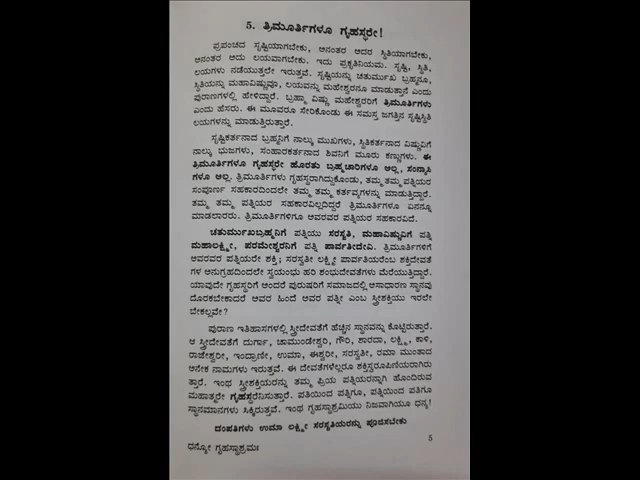 5. ತ್ರಿಮೂರ್ತಿಗಳೂ ಗೃಹಸ್ಥರೇ!
ಪ್ರಪಂಚದ ಸೃಷ್ಟಿಯಾಗಬೇಕು, ಅನಂತರ ಅದರ ಸ್ಥಿತಿಯಾಗಬೇಕು,
ಅನಂತರ ಅದು ಲಯವಾಗಬೇಕು. ಇದು ಪ್ರಕೃತಿನಿಯಮ. ಸೃಷ್ಟಿ, ಸ್ಥಿತಿ,
ಲಯಗಳು ನಡೆಯುತ್ತಲೇ ಇರುತ್ತವೆ. ಸೃಷ್ಟಿಯನ್ನು ಚತುರ್ಮುಖ ಬ್ರಹ್ಮನೂ,
ಸ್ಥಿತಿಯನ್ನು ಮಹಾವಿಷ್ಣುವೂ, ಲಯವನ್ನು ಮಹೇಶ್ವರನೂ ಮಾಡುತ್ತಾನೆ ಎಂದು
ಪುರಾಣಗಳಲ್ಲಿ ಹೇಳಿದ್ದಾರೆ. ಬ್ರಹ್ಮಾ ವಿಷ್ಣು ಮಹೇಶ್ವರರಿಗೆ ತ್ರಿಮೂರ್ತಿಗಳು
ಎಂದು ಹೆಸರು. ಈ ಮೂವರೂ ಸೇರಿಕೊಂಡು ಈ ಸಮಸ್ತ ಜಗತ್ತಿನ ಸೃಷ್ಟಿಸ್ಥಿತಿ
ಲಯಗಳನ್ನು ಮಾಡುತ್ತಿರುತ್ತಾರೆ.
ಸೃಷ್ಟಿಕರ್ತನಾದ ಬ್ರಹ್ಮನಿಗೆ ನಾಲ್ಕು ಮುಖಗಳು, ಸ್ಥಿತಿಕರ್ತನಾದ ವಿಷ್ಣುವಿಗೆ
ನಾಲ್ಕು ಭುಜಗಳು, ಸಂಹಾರಕರ್ತನಾದ ಶಿವನಿಗೆ ಮೂರು ಕಣ್ಣುಗಳು. ಈ
ತ್ರಿಮೂರ್ತಿಗಳೂ ಗೃಹಸ್ಥರೇ ಹೊರತು ಬ್ರಹ್ಮಚಾರಿಗಳೂ ಅಲ್ಲ, ಸಂನ್ಯಾಸಿ
ಗಳೂ ಅಲ್ಲ. ತ್ರಿಮೂರ್ತಿಗಳು ಗೃಹಸ್ಥರಾಗಿದ್ದುಕೊಂಡು, ತಮ್ಮ ತಮ್ಮ ಪತ್ನಿಯರ
ಸಂಪೂರ್ಣ ಸಹಕಾರದಿಂದಲೇ ತಮ್ಮ ತಮ್ಮ ಕರ್ತವ್ಯಗಳನ್ನು ಮಾಡುತ್ತಿದ್ದಾರೆ.
ತಮ್ಮ ತಮ್ಮ ಪತ್ನಿಯರ ಸಹಕಾರವಿಲ್ಲದಿದ್ದರೆ ತ್ರಿಮೂರ್ತಿಗಳೂ ಏನನ್ನೂ
ಮಾಡಲಾರರು. ತ್ರಿಮೂರ್ತಿಗಳಿಗೂ ಅವರವರ ಪತ್ನಿಯರ ಸಹಕಾರವಿದೆ.
ಚತುರ್ಮುಖಬ್ರಹ್ಮನಿಗೆ ಪತ್ನಿಯು ಸರಸ್ವತಿ, ಮಹಾವಿಷ್ಣುವಿಗೆ ಪತ್ನಿ
ಮಹಾಲಕ್ಷ್ಮೀ, ಪರಮೇಶ್ವರನಿಗೆ ಪತ್ನಿ ಪಾರ್ವತೀದೇವಿ. ತ್ರಿಮೂರ್ತಿಗಳಿಗೆ
ಅವರವರ ಪತ್ನಿಯರೇ ಶಕ್ತಿ; ಸರಸ್ವತೀ ಲಕ್ಷ್ಮೀ ಪಾರ್ವತಿಯರೆಂಬ ಶಕ್ತಿದೇವತೆ
ಗಳ ಅನುಗ್ರಹದಿಂದಲೇ ಸ್ವಯಂಭು ಹರಿ ಶಂಭುದೇವತೆಗಳು ಮೆರೆಯುತ್ತಿದ್ದಾರೆ.
ಯಾವುದೇ ಗೃಹಸ್ಥರಿಗೆ ಅಂದರೆ ಪುರುಷರಿಗೆ ಸಮಾಜದಲ್ಲಿ ಅಸಾಧಾರಣ ಸ್ಥಾನವು
ದೊರಕಬೇಕಾದರೆ ಅವರ ಹಿಂದೆ ಅವರ ಪತ್ನೀ ಎಂಬ ಸ್ತ್ರೀಶಕ್ತಿಯು ಇರಲೇ
ಬೇಕಲ್ಲವೇ?
ಪುರಾಣ ಇತಿಹಾಸಗಳಲ್ಲಿ ಸ್ತ್ರೀದೇವತೆಗೆ ಹೆಚ್ಚಿನ ಸ್ಥಾನವನ್ನು ಕೊಟ್ಟಿರುತ್ತಾರೆ.
ಆ ಸ್ತ್ರೀದೇವತೆಗೆ ದುರ್ಗಾ, ಚಾಮುಂಡೇಶ್ವರಿ, ಗೌರಿ, ಶಾರದಾ, ಲಕ್ಷ್ಮಿ, ಕಾಳಿ,
ರಾಜೇಶ್ವರೀ, ಇಂದ್ರಾಣೀ, ಉಮಾ, ಈಶ್ವರೀ, ಸರಸ್ವತೀ, ರಮಾ ಮುಂತಾದ
ಅನೇಕ ನಾಮಗಳು ಇರುತ್ತವೆ. ಈ ದೇವತೆಗಳೆಲ್ಲರೂ ಶಕ್ತಿಸ್ವರೂಪಿಣಿಯರಾಗಿರು
ತ್ತಾರೆ. ಇಂಥ ಸ್ತ್ರೀಶಕ್ತಿಯರನ್ನು ತಮ್ಮ ಪ್ರಿಯ ಪತ್ನಿಯರನ್ನಾಗಿ ಹೊಂದಿರುವ
ಮಹಾತ್ಮರೇ ಗೃಹಸ್ಥರೆನಿಸುತ್ತಾರೆ. ಪತಿಯಿಂದ ಪತ್ನಿಗೂ, ಪತ್ನಿಯಿಂದ ಪತಿಗೂ
ಸ್ಥಾನಮಾನಗಳು ಸಿಕ್ಕಿರುತ್ತವೆ. ಇಂಥ ಗೃಹಸ್ಥಾಶ್ರಮಿಯು ನಿಜವಾಗಿಯೂ ಧನ್ಯ!
ದಂಪತಿಗಳು ಉಮಾ ಲಕ್ಷ್ಮೀ ಸರಸ್ವತಿಯರನ್ನು ಪೂಜಿಸಬೇಕು
5
ಧನ್ಯೋ ಗೃಹಸ್ಥಾಶ್ರಮಃ